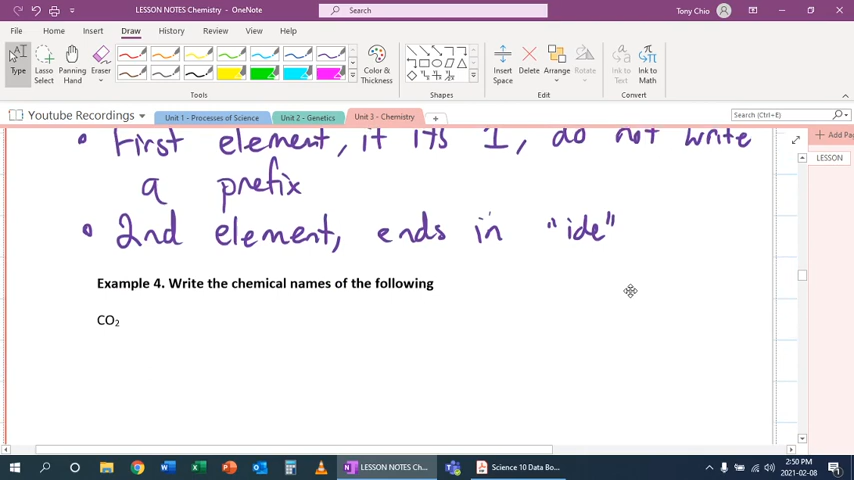 LESSON NOTES Chemistry - OneNote
Search
Tony Chio
File Home Insert Draw History Review View Help
Type
Lasso Select
Panning Hand
Eraser
Color & Thickness
Insert Space
Delete
Arrange
Ink to Text
Ink to Math
Tools
Shapes
Edit
Convert
Youtube Recordings
Unit 1 - Processes of Science
Unit 2 - Genetics
Unit 3 - Chemistry
Search (Ctrl+E)
Add Pag
LESSON
• First element, if its 1, do not write
a prefix
• 2nd element, ends in "ide"
Example 4. Write the chemical names of the following
CO₂
LESSON NOTES Ch...
Science 10 Data Bo...
2:50 PM
2021-02-08